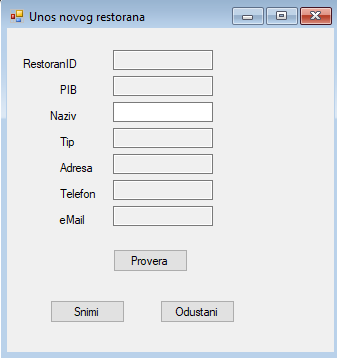 Unos novog restorana
RestoranID
PIB
Naziv
Tip
Adresa
Telefon
eMail
Provera
Snimi Odustani